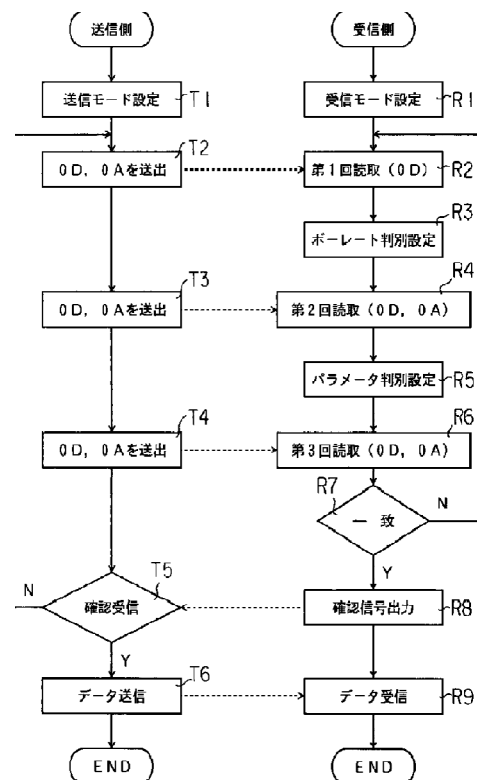 送信側
受信側
送信モード設定
T1
受信モード設定
R1
T2
0D,0Aを送出
第1回読取(0D)
R2
R3
ボーレート判別設定
T3
R4
0D,0Aを送出
第2回読取(0D,0A)
パラメータ判別設定
R5
T4
R6
0D,0Aを送出
第3回読取(0D,0A)
R7
一致
N
Y
N
T5
確認受信
確認信号出力
R8
Y
T6
データ送信
データ受信
R9
END
END